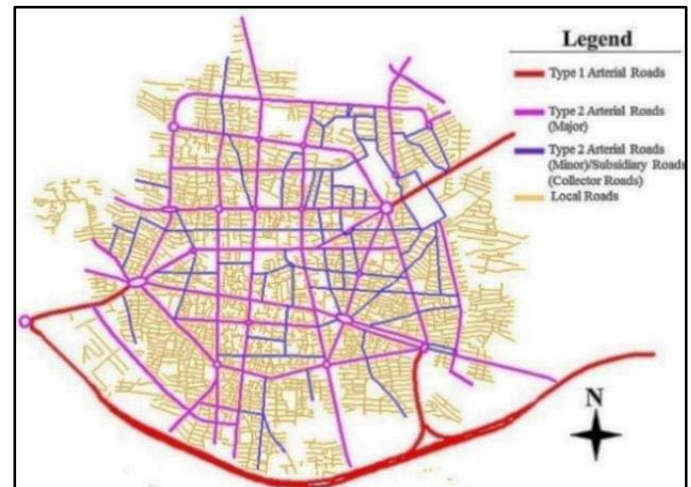 Legend
Type 1 Arterial Roads
Type 2 Arterial Roads
(Major)
Type 2 Arterial Roads
(Minor)/Subsidiary Roads
(Collector Roads)
Local Roads
N